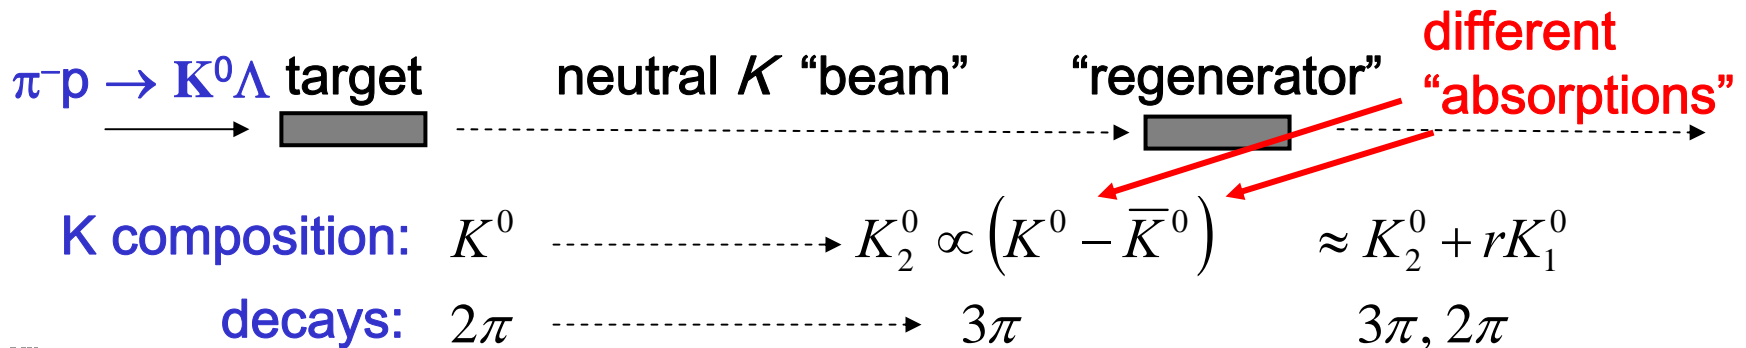 different
π⁻p → K⁰Λ target neutral K “beam” “regenerator” “absorptions”
K composition: K⁰ K₂⁰ ∝ (K⁰ − K̅⁰) ≈ K₂⁰ + rK₁⁰
decays: 2π 3π 3π, 2π